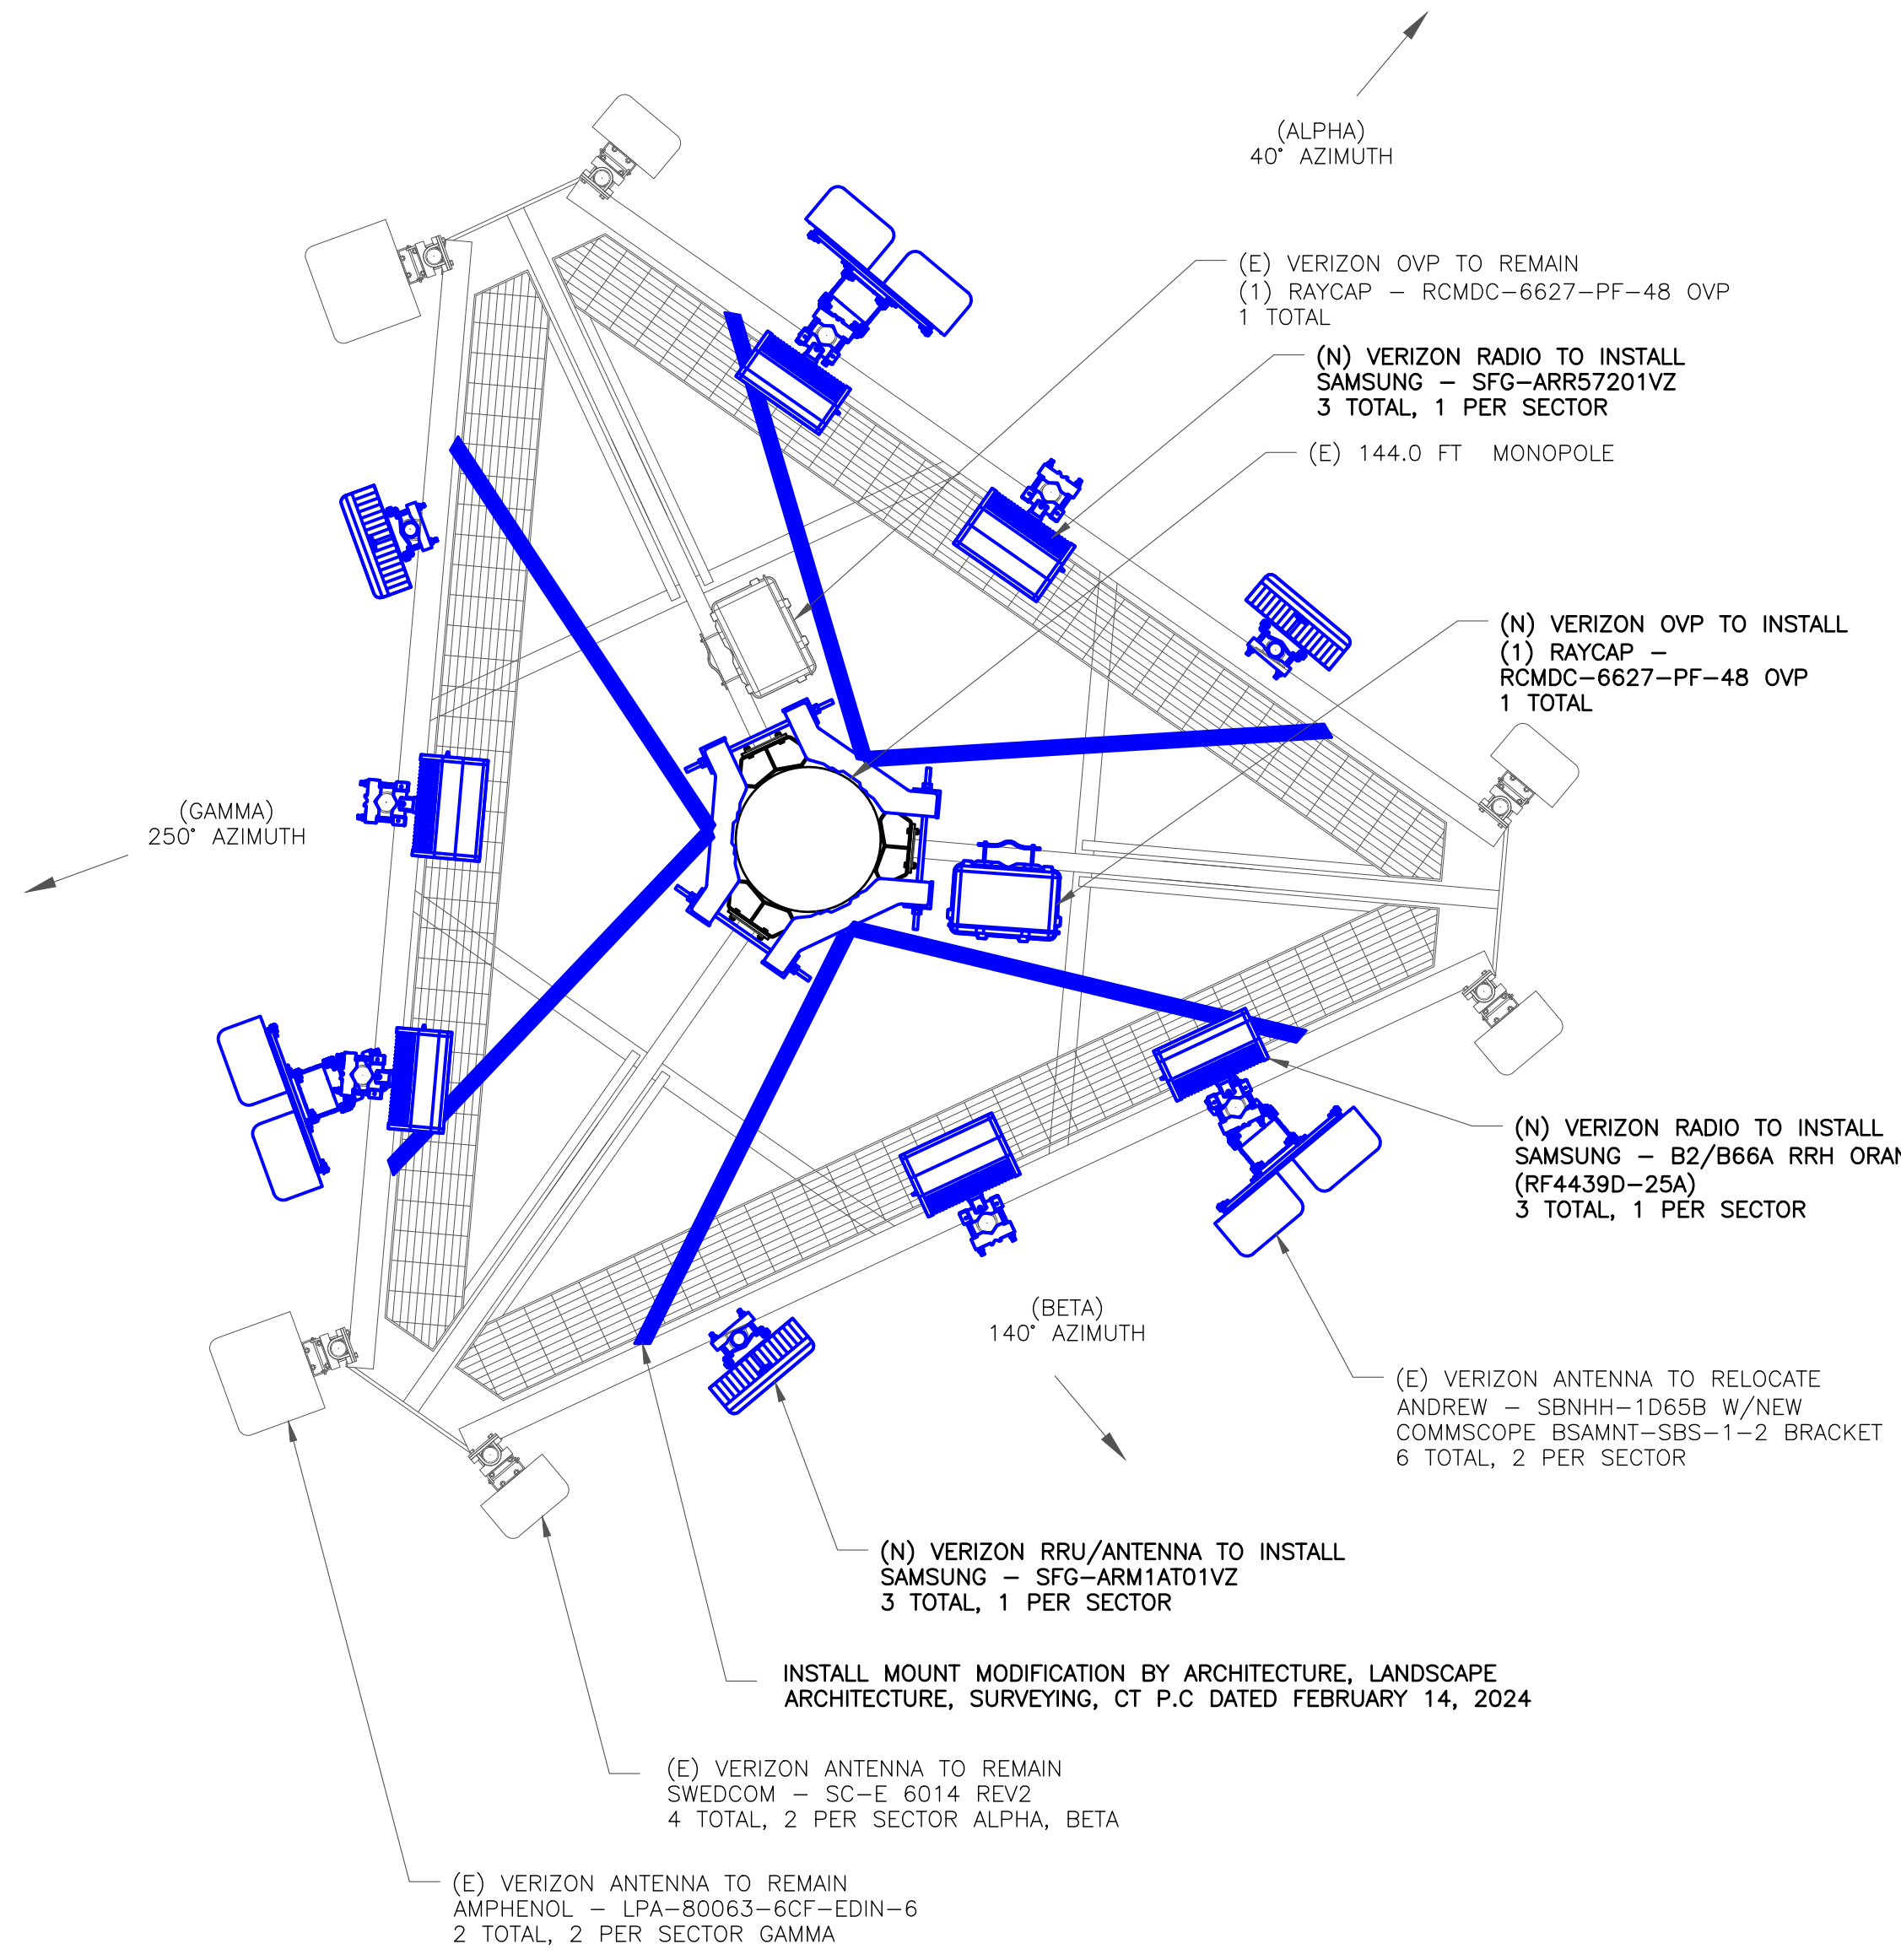 (ALPHA)
40° AZIMUTH
(E) VERIZON OVP TO REMAIN
(1) RAYCAP – RCMDC–6627–PF–48 OVP
1 TOTAL
(N) VERIZON RADIO TO INSTALL
SAMSUNG – SFG–ARR57201VZ
3 TOTAL, 1 PER SECTOR
(E) 144.0 FT MONOPOLE
(N) VERIZON OVP TO INSTALL
(1) RAYCAP –
RCMDC–6627–PF–48 OVP
1 TOTAL
(GAMMA)
250° AZIMUTH
(N) VERIZON RADIO TO INSTALL
SAMSUNG – B2/B66A RRH ORAN
(RF4439D–25A)
3 TOTAL, 1 PER SECTOR
(BETA)
140° AZIMUTH
(E) VERIZON ANTENNA TO RELOCATE
ANDREW – SBNHH–1D65B W/NEW
COMMSCOPE BSAMNT–SBS–1–2 BRACKET
6 TOTAL, 2 PER SECTOR
(N) VERIZON RRU/ANTENNA TO INSTALL
SAMSUNG – SFG–ARM1AT01VZ
3 TOTAL, 1 PER SECTOR
INSTALL MOUNT MODIFICATION BY ARCHITECTURE, LANDSCAPE
ARCHITECTURE, SURVEYING, CT P.C DATED FEBRUARY 14, 2024
(E) VERIZON ANTENNA TO REMAIN
SWEDCOM – SC–E 6014 REV2
4 TOTAL, 2 PER SECTOR ALPHA, BETA
(E) VERIZON ANTENNA TO REMAIN
AMPHENOL – LPA–80063–6CF–EDIN–6
2 TOTAL, 2 PER SECTOR GAMMA